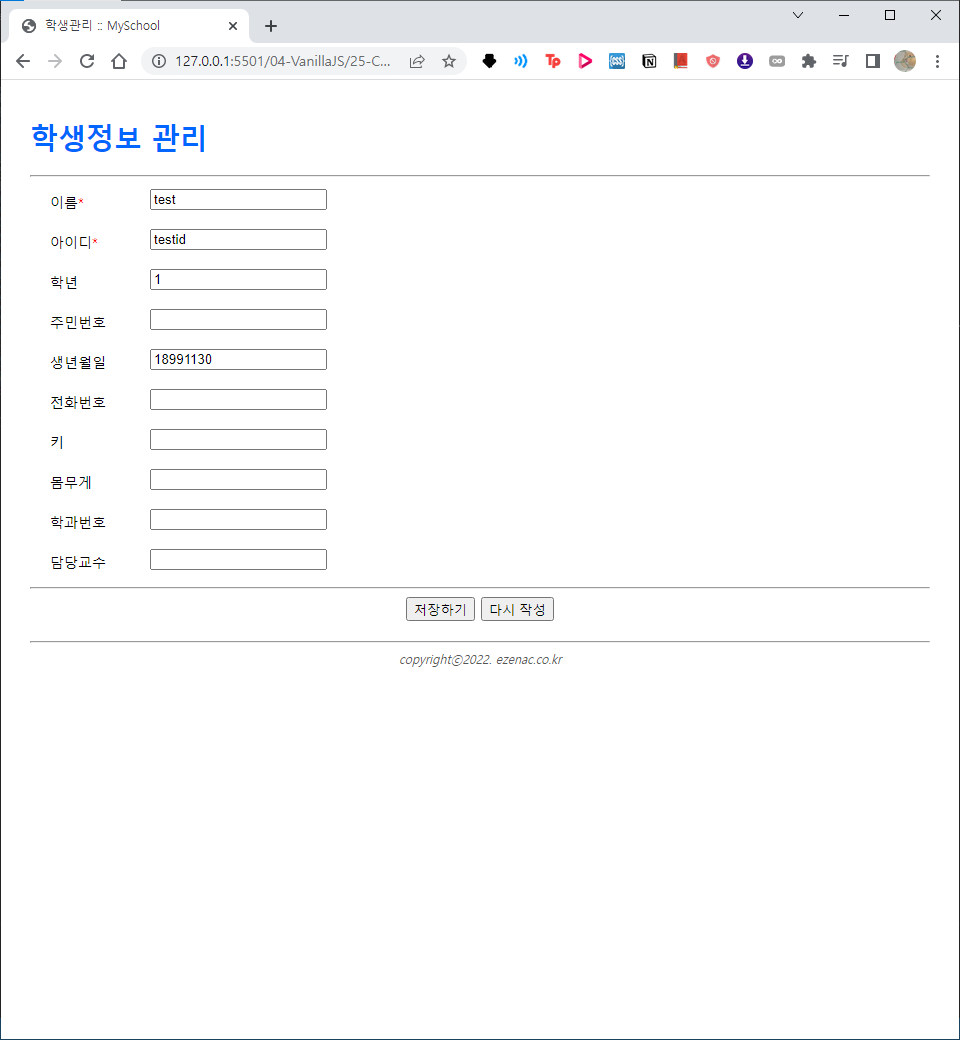 학생관리 :: MySchool
127.0.0.1:5501/04-VanillaJS/25-C...
학생정보 관리
이름* test
아이디* testid
학년 1
주민번호
생년월일 18991130
전화번호
키
몸무게
학과번호
담당교수
저장하기 다시 작성
copyrightⓒ2022. ezenac.co.kr